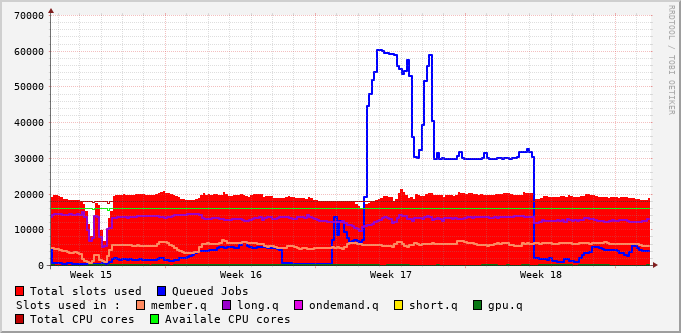 RRDTOOL / TOBI OETIKER
70000
60000
50000
40000
30000
20000
10000
0
Week 15 Week 16 Week 17 Week 18
Total slots used Queued Jobs
Slots used in : member.q long.q ondemand.q short.q gpu.q
Total CPU cores Availale CPU cores